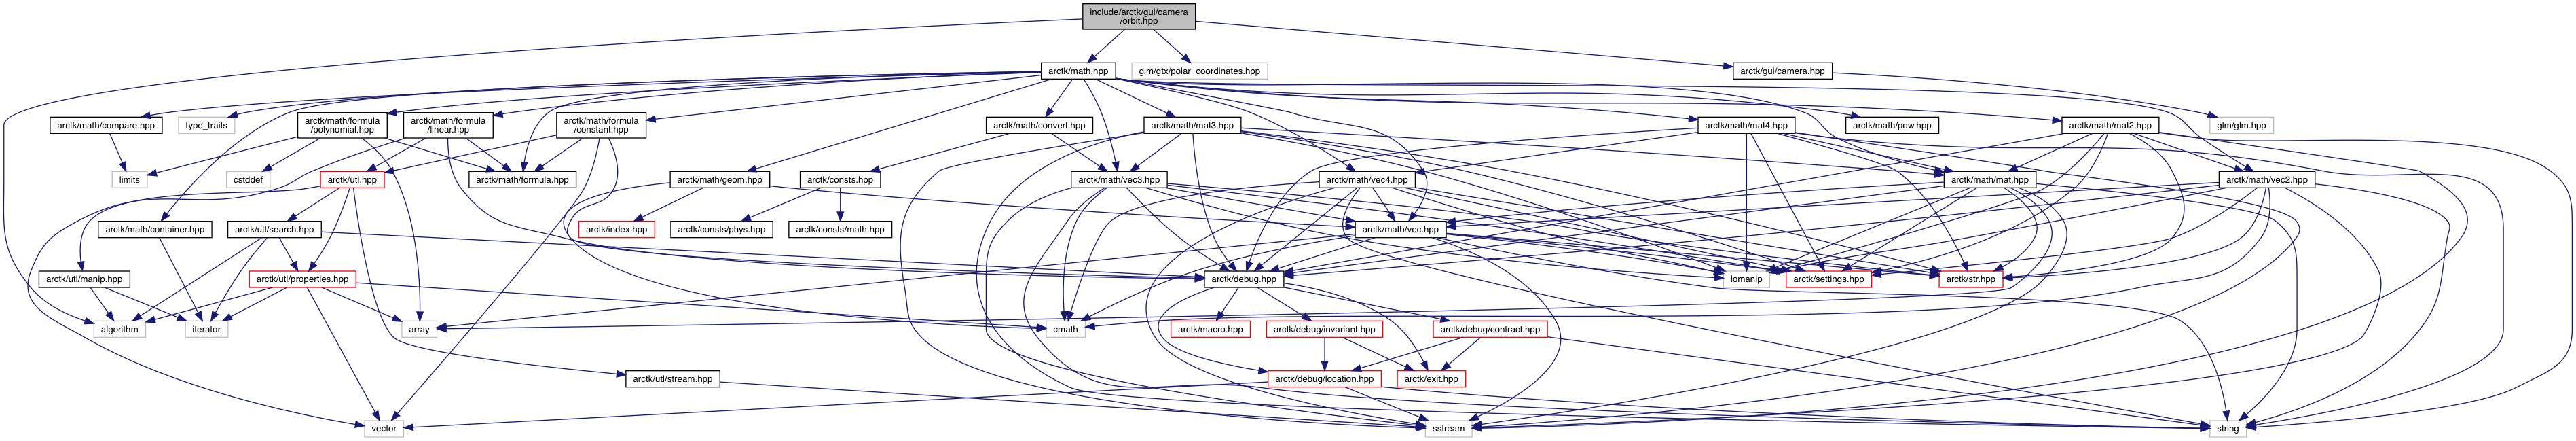 include/arctk/gui/camera
/orbit.hpp
arctk/math.hpp
glm/gtx/polar_coordinates.hpp
arctk/gui/camera.hpp
arctk/math/compare.hpp
type_traits
arctk/math/formula
/polynomial.hpp
arctk/math/formula
/linear.hpp
arctk/math/formula
/constant.hpp
arctk/math/convert.hpp
arctk/math/mat3.hpp
arctk/math/mat4.hpp
arctk/math/pow.hpp
arctk/math/mat2.hpp
glm/glm.hpp
limits
cstddef
arctk/utl.hpp
arctk/math/formula.hpp
arctk/math/geom.hpp
arctk/consts.hpp
arctk/math/vec3.hpp
arctk/math/vec4.hpp
arctk/math/mat.hpp
arctk/math/vec2.hpp
arctk/math/container.hpp
arctk/utl/search.hpp
arctk/index.hpp
arctk/consts/phys.hpp
arctk/consts/math.hpp
arctk/math/vec.hpp
arctk/utl/manip.hpp
arctk/utl/properties.hpp
arctk/debug.hpp
iomanip
arctk/settings.hpp
arctk/str.hpp
algorithm
iterator
array
cmath
arctk/macro.hpp
arctk/debug/invariant.hpp
arctk/debug/contract.hpp
arctk/utl/stream.hpp
arctk/debug/location.hpp
arctk/exit.hpp
vector
sstream
string